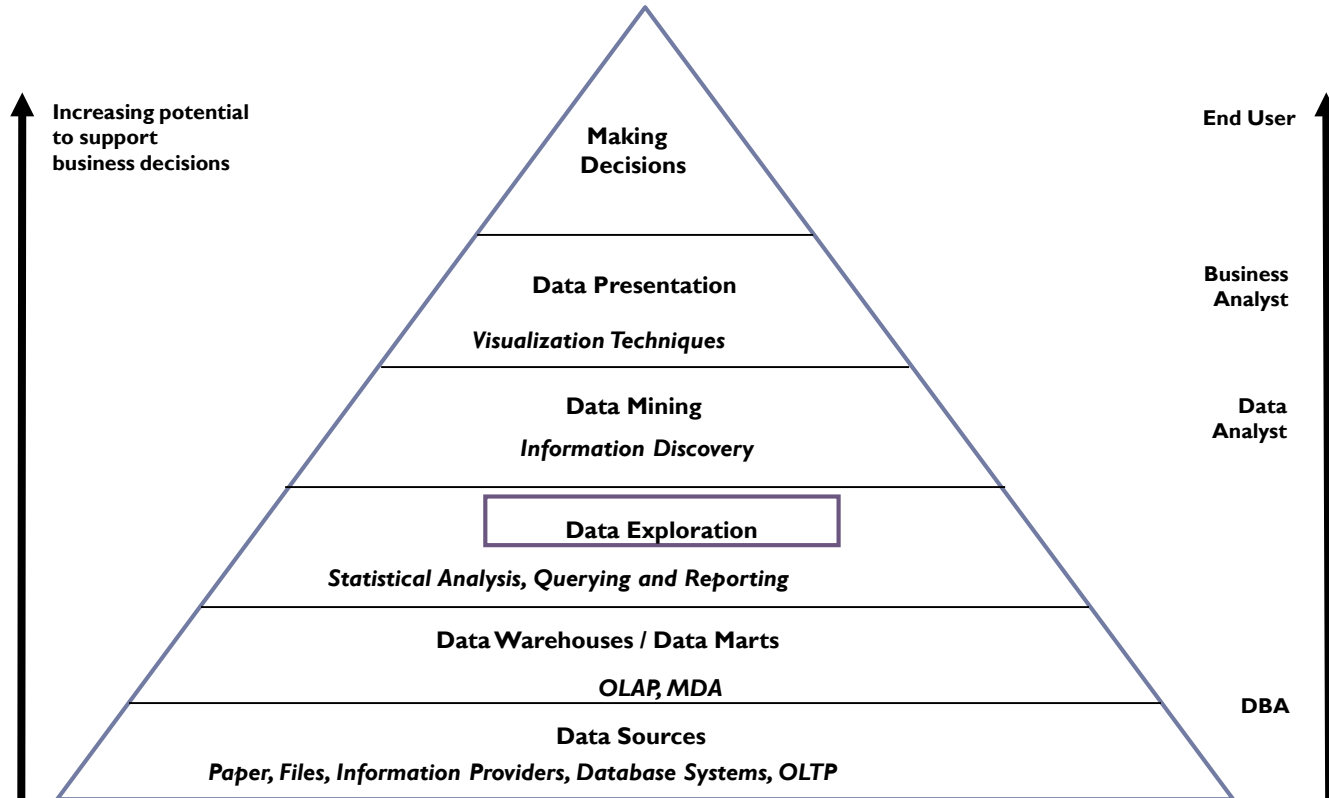 Increasing potential
to support
business decisions
End User
Making
Decisions
Data Presentation
Visualization Techniques
Business
Analyst
Data Mining
Information Discovery
Data
Analyst
Data Exploration
Statistical Analysis, Querying and Reporting
Data Warehouses / Data Marts
OLAP, MDA
DBA
Data Sources
Paper, Files, Information Providers, Database Systems, OLTP